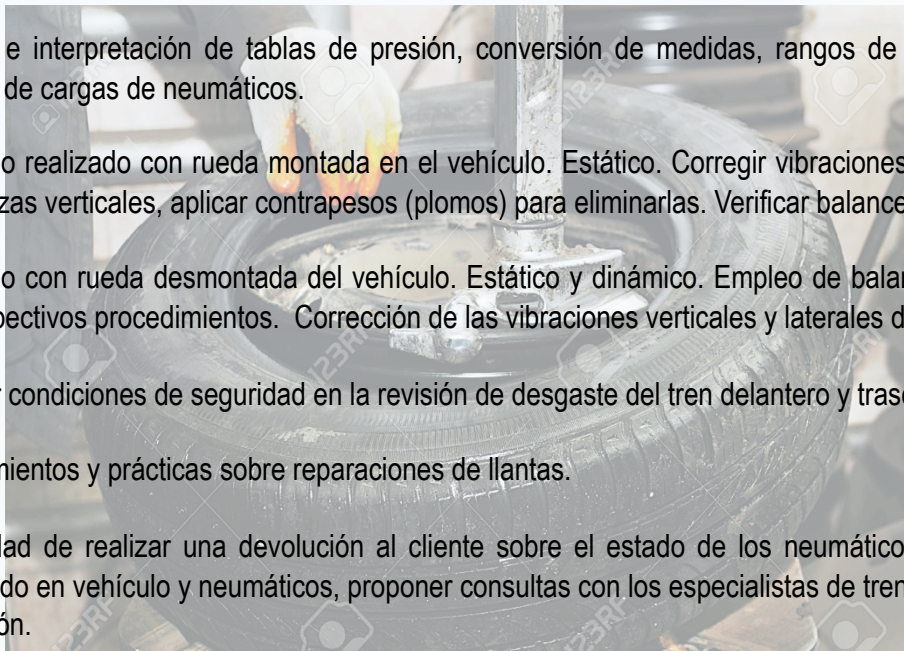 e interpretación de tablas de presión, conversión de medidas, rangos de
de cargas de neumáticos.
o realizado con rueda montada en el vehículo. Estático. Corregir vibraciones
zas verticales, aplicar contrapesos (plomos) para eliminarlas. Verificar balance
o con rueda desmontada del vehículo. Estático y dinámico. Empleo de balan
pectivos procedimientos. Corrección de las vibraciones verticales y laterales d
r condiciones de seguridad en la revisión de desgaste del tren delantero y tras
mientos y prácticas sobre reparaciones de llantas.
dad de realizar una devolución al cliente sobre el estado de los neumático
do en vehículo y neumáticos, proponer consultas con los especialistas de tren
ón.